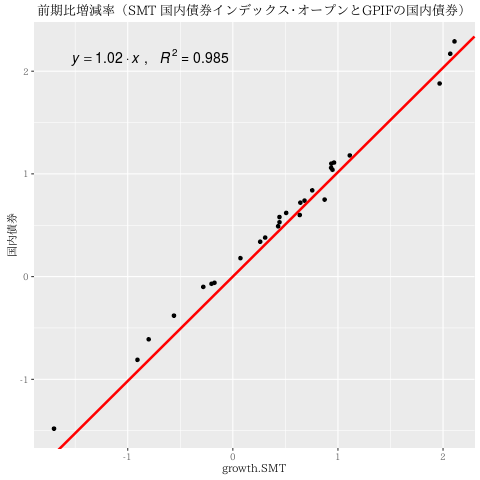 前期比増減率（SMT 国内債券インデックス･オープンとGPIFの国内債券）
y = 1.02 · x ,   R² = 0.985
国内債券
2
1
0
-1
-1 0 1 2
growth.SMT